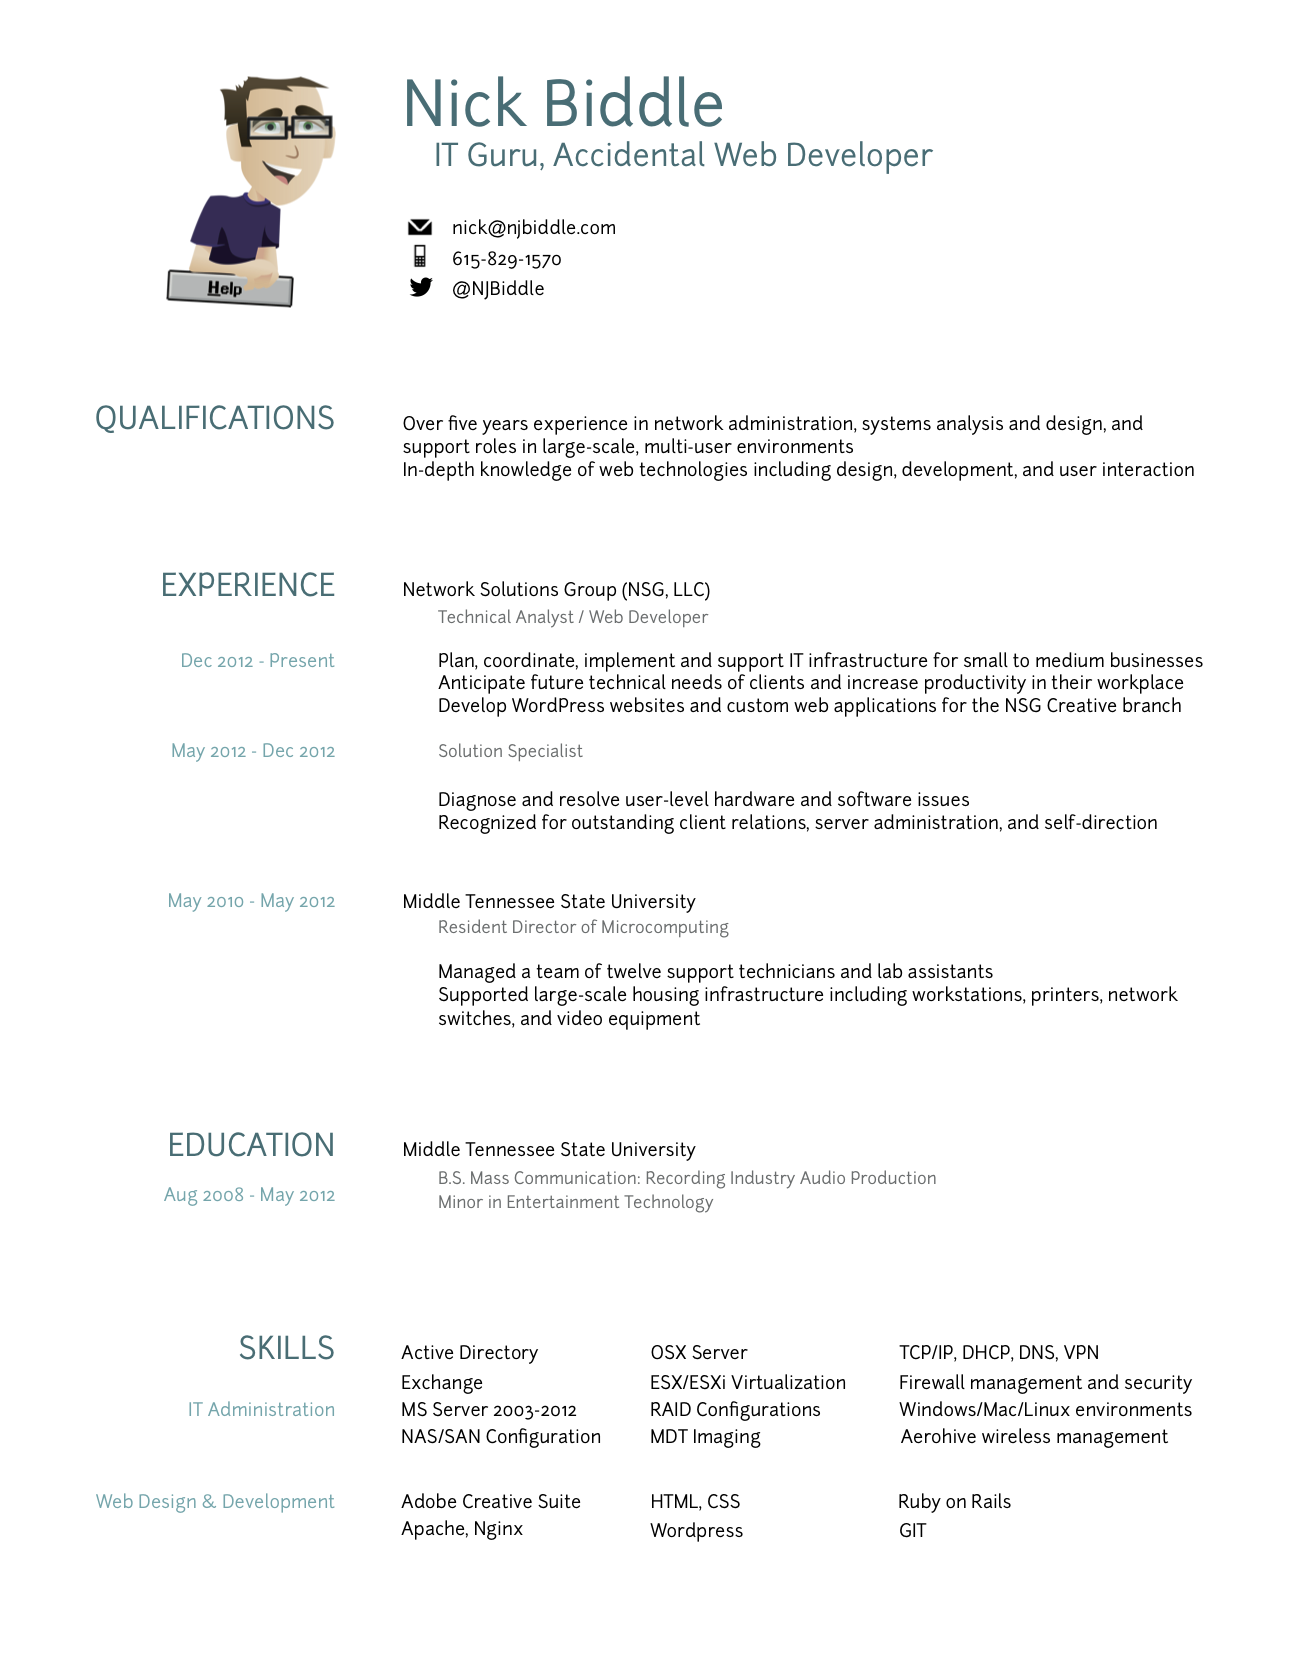 Nick Biddle
IT Guru, Accidental Web Developer
nick@njbiddle.com
615-829-1570
@NJBiddle
Help
QUALIFICATIONS
Over five years experience in network administration, systems analysis and design, and
support roles in large-scale, multi-user environments
In-depth knowledge of web technologies including design, development, and user interaction
EXPERIENCE
Network Solutions Group (NSG, LLC)
Technical Analyst / Web Developer
Dec 2012 - Present
Plan, coordinate, implement and support IT infrastructure for small to medium businesses
Anticipate future technical needs of clients and increase productivity in their workplace
Develop WordPress websites and custom web applications for the NSG Creative branch
May 2012 - Dec 2012
Solution Specialist
Diagnose and resolve user-level hardware and software issues
Recognized for outstanding client relations, server administration, and self-direction
May 2010 - May 2012
Middle Tennessee State University
Resident Director of Microcomputing
Managed a team of twelve support technicians and lab assistants
Supported large-scale housing infrastructure including workstations, printers, network
switches, and video equipment
EDUCATION
Middle Tennessee State University
Aug 2008 - May 2012
B.S. Mass Communication: Recording Industry Audio Production
Minor in Entertainment Technology
SKILLS
IT Administration
Active Directory
Exchange
MS Server 2003-2012
NAS/SAN Configuration
OSX Server
ESX/ESXi Virtualization
RAID Configurations
MDT Imaging
TCP/IP, DHCP, DNS, VPN
Firewall management and security
Windows/Mac/Linux environments
Aerohive wireless management
Web Design & Development
Adobe Creative Suite
Apache, Nginx
HTML, CSS
Wordpress
Ruby on Rails
GIT